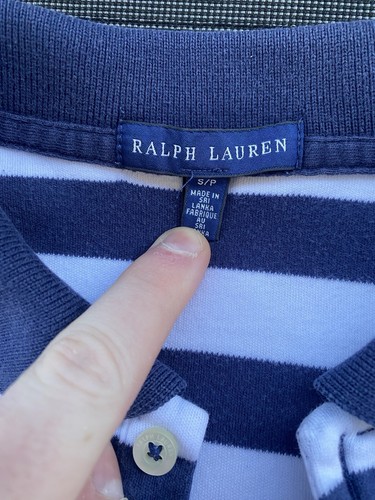 RALPH LAUREN
S/P
MADE IN
SRI
LANKA
FABRIQUE
AU
SRI